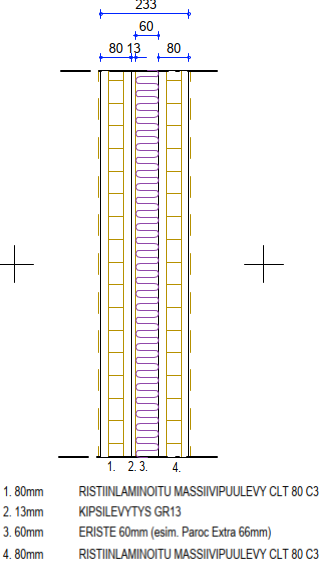 233
60
80 13 80
1. 2. 3. 4.
1. 80mm RISTIINLAMINOITU MASSIIVIPUULEVY CLT 80 C3
2. 13mm KIPSILEVYTYS GR13
3. 60mm ERISTE 60mm (esim. Paroc Extra 66mm)
4. 80mm RISTIINLAMINOITU MASSIIVIPUULEVY CLT 80 C3